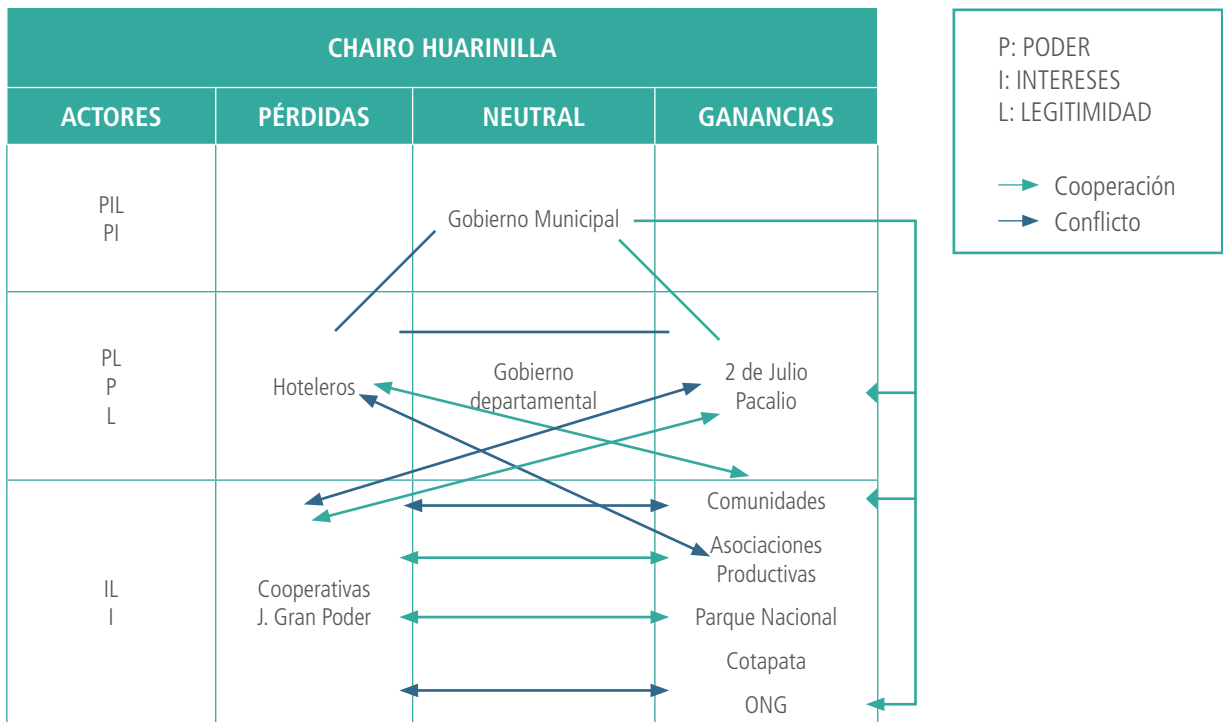 CHAIRO HUARINILLA
ACTORES
PÉRDIDAS
NEUTRAL
GANANCIAS
PIL
PI
Gobierno Municipal
PL
P
L
Hoteleros
Gobierno
departamental
2 de Julio
Pacalio
IL
I
Cooperativas
J. Gran Poder
Comunidades
Asociaciones
Productivas
Parque Nacional
Cotapata
ONG
P: PODER
I: INTERESES
L: LEGITIMIDAD
Cooperación
Conflicto